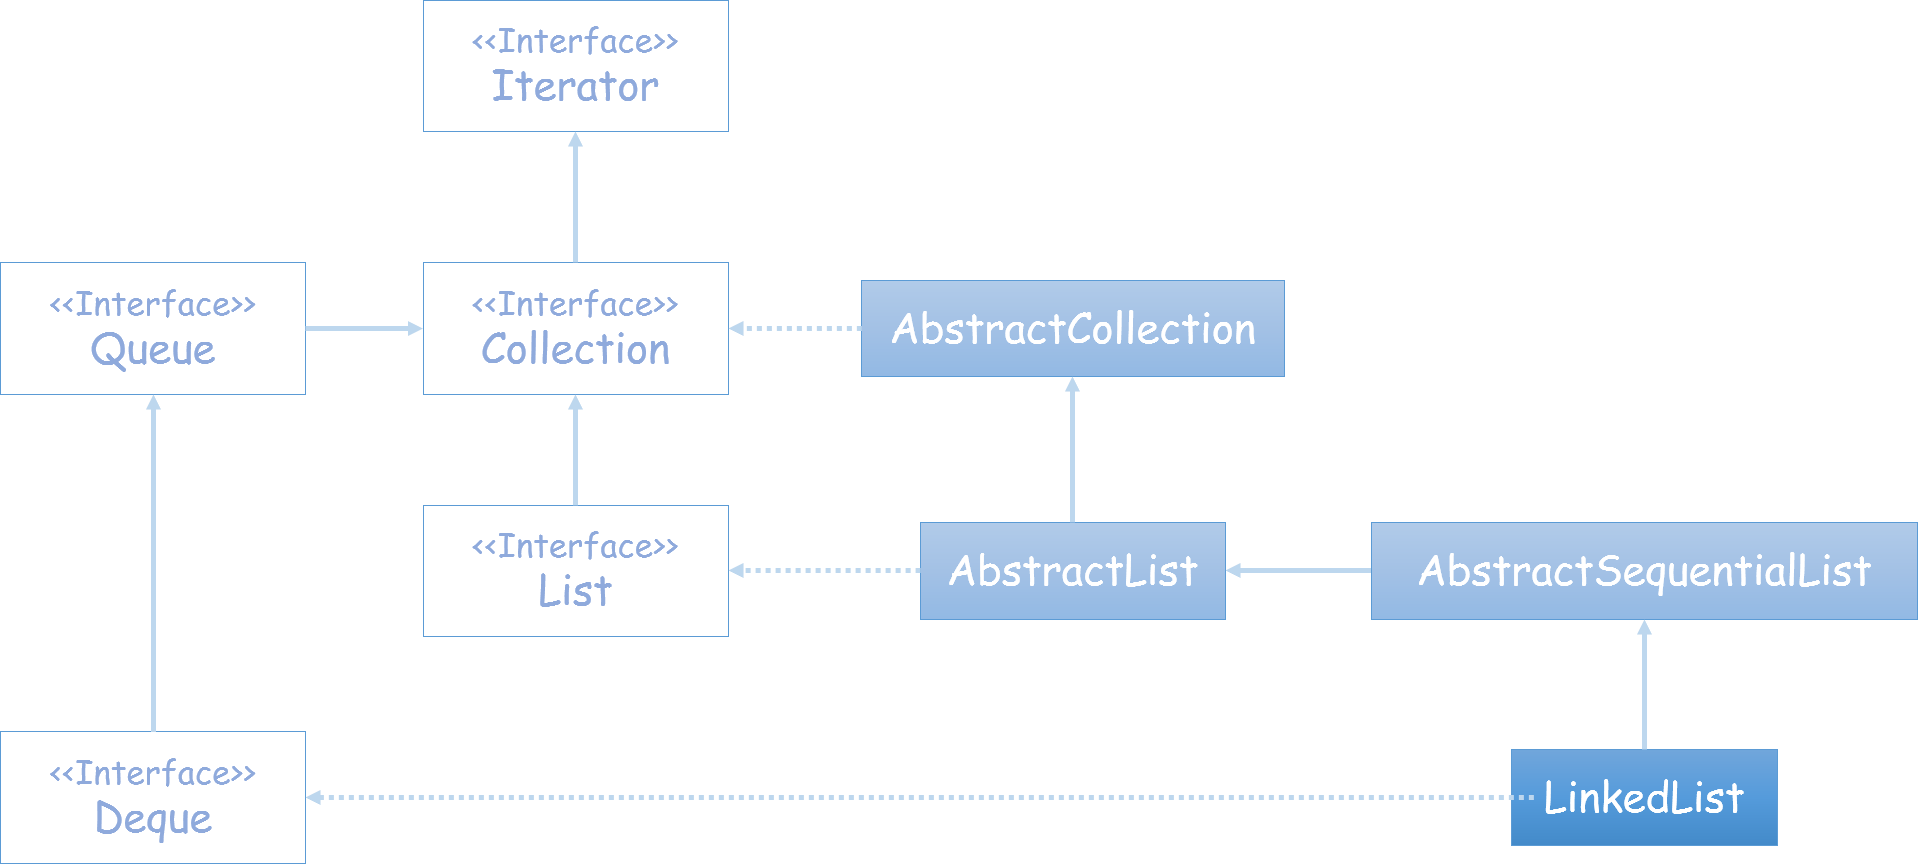 <<Interface>>
Iterator
<<Interface>>
Queue
<<Interface>>
Collection
AbstractCollection
<<Interface>>
List
AbstractList
AbstractSequentialList
<<Interface>>
Deque
LinkedList